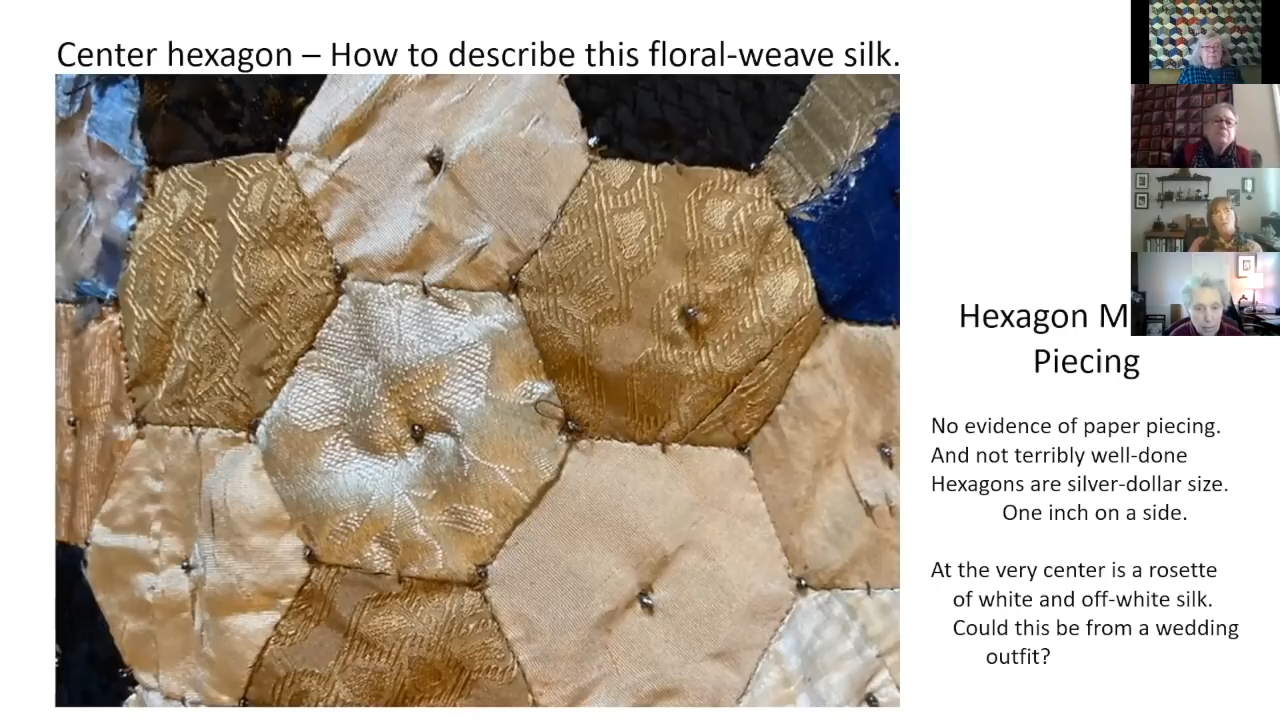 Center hexagon – How to describe this floral-weave silk.
Hexagon M
Piecing
No evidence of paper piecing.
And not terribly well-done
Hexagons are silver-dollar size.
One inch on a side.
At the very center is a rosette
of white and off-white silk.
Could this be from a wedding
outfit?